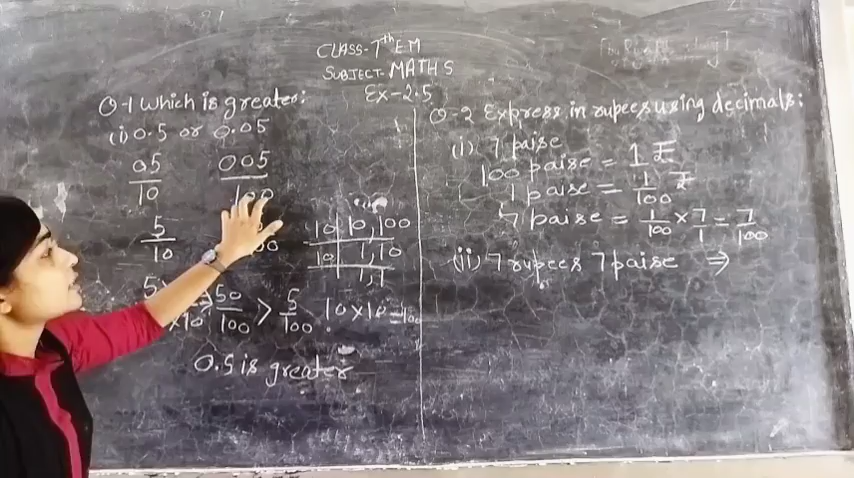 CLASS-7th EM
SUBJECT-MATHS
EX-2.5
Q-1 Which is greater:
(i) 0.5 or 0.05
05/10 005/100
5/10
10 | 10,100
10 | 1,10
1,1
50/100 > 5/100 10×10=100
0.5 is greater
Q-2 Express in rupees using decimals:
(i) 7 paise
100 paise = 1 ₹
1 paise = 1/100 ₹
7 paise = 1/100 × 7/1 = 7/100
(ii) 7 rupees 7 paise ⇒